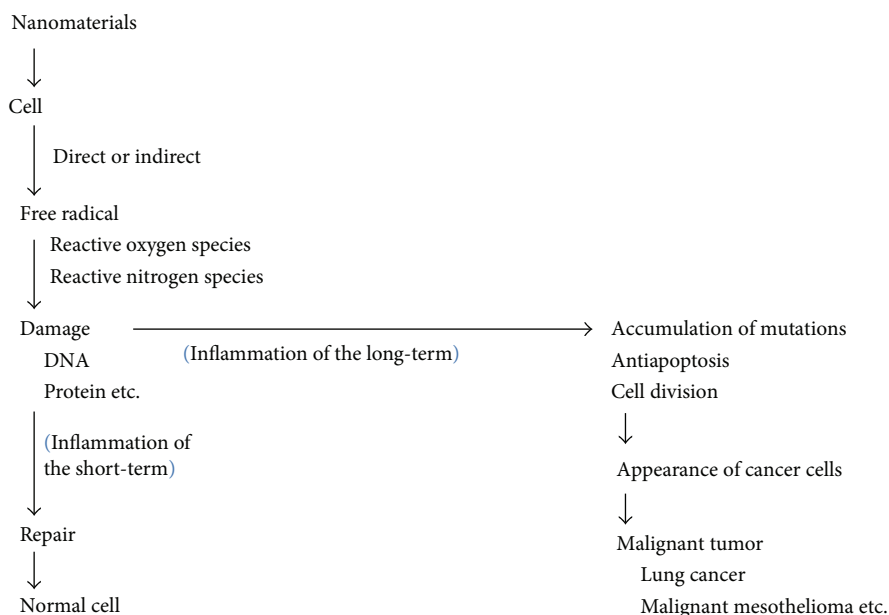 Nanomaterials
Cell
Direct or indirect
Free radical
Reactive oxygen species
Reactive nitrogen species
Damage
DNA
Protein etc.
(Inflammation of the long-term)
Accumulation of mutations
Antiapoptosis
Cell division
(Inflammation of
the short-term)
Repair
Normal cell
Appearance of cancer cells
Malignant tumor
Lung cancer
Malignant mesothelioma etc.